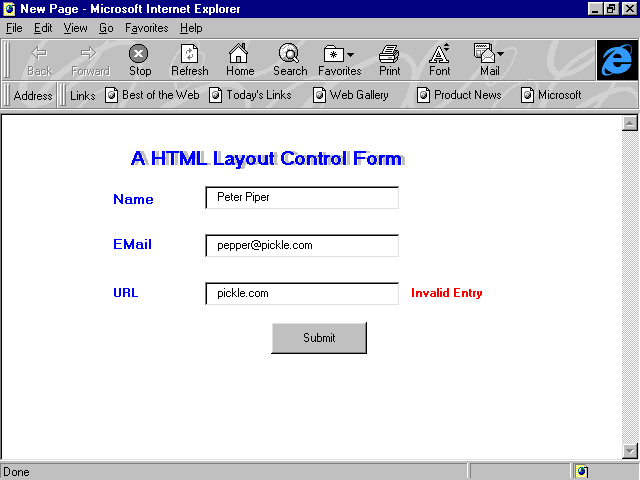 New Page - Microsoft Internet Explorer
File Edit View Go Favorites Help
Back Forward Stop Refresh Home Search Favorites Print Font Mail
Address Links Best of the Web Today's Links Web Gallery Product News Microsoft
A HTML Layout Control Form
Name Peter Piper
EMail pepper@pickle.com
URL pickle.com Invalid Entry
Submit
Done